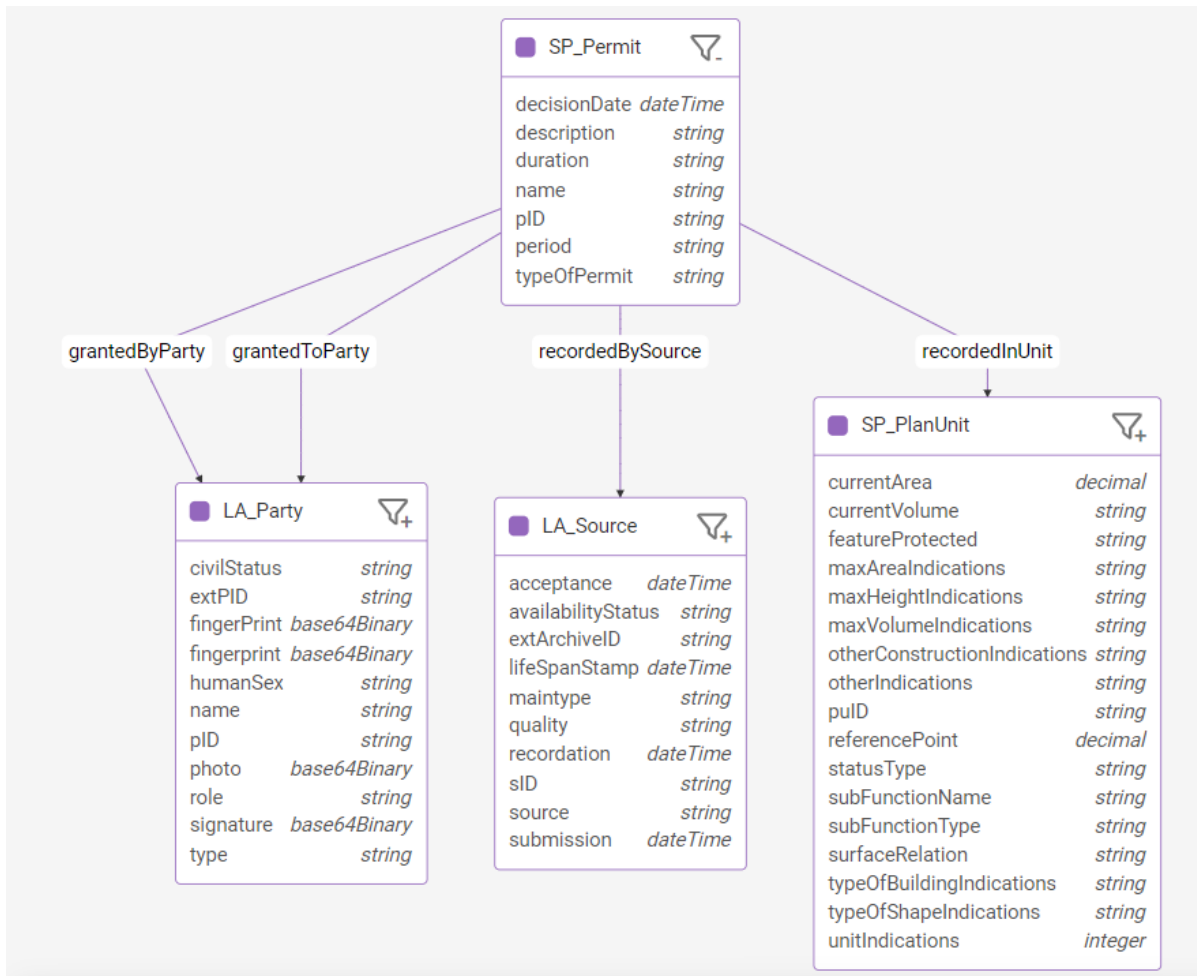 SP_Permit
decisionDate dateTime
description string
duration string
name string
pID string
period string
typeOfPermit string
grantedByParty
grantedToParty
recordedBySource
recordedInUnit
LA_Party
civilStatus string
extPID string
fingerPrint base64Binary
fingerprint base64Binary
humanSex string
name string
pID string
photo base64Binary
role string
signature base64Binary
type string
LA_Source
acceptance dateTime
availabilityStatus string
extArchiveID string
lifeSpanStamp dateTime
maintype string
quality string
recordation dateTime
sID string
source string
submission dateTime
SP_PlanUnit
currentArea decimal
currentVolume string
featureProtected string
maxAreaIndications string
maxHeightIndications string
maxVolumeIndications string
otherConstructionIndications string
otherIndications string
puID string
referencePoint decimal
statusType string
subFunctionName string
subFunctionType string
surfaceRelation string
typeOfBuildingIndications string
typeOfShapeIndications string
unitIndications integer